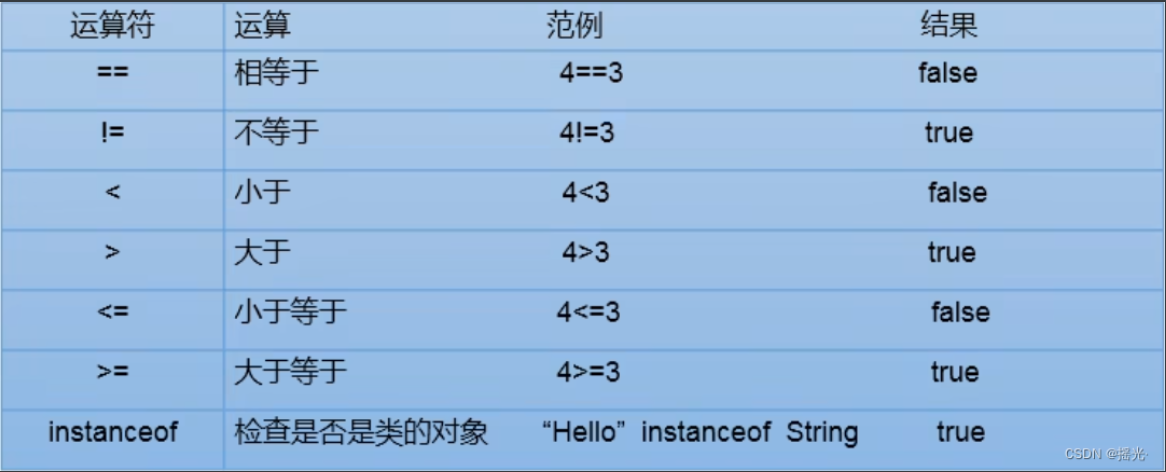 运算符 运算 范例 结果
== 相等于 4==3 false
!= 不等于 4!=3 true
< 小于 4<3 false
> 大于 4>3 true
<= 小于等于 4<=3 false
>= 大于等于 4>=3 true
instanceof 检查是否是类的对象 “Hello” instanceof String true
CSDN @摇光·